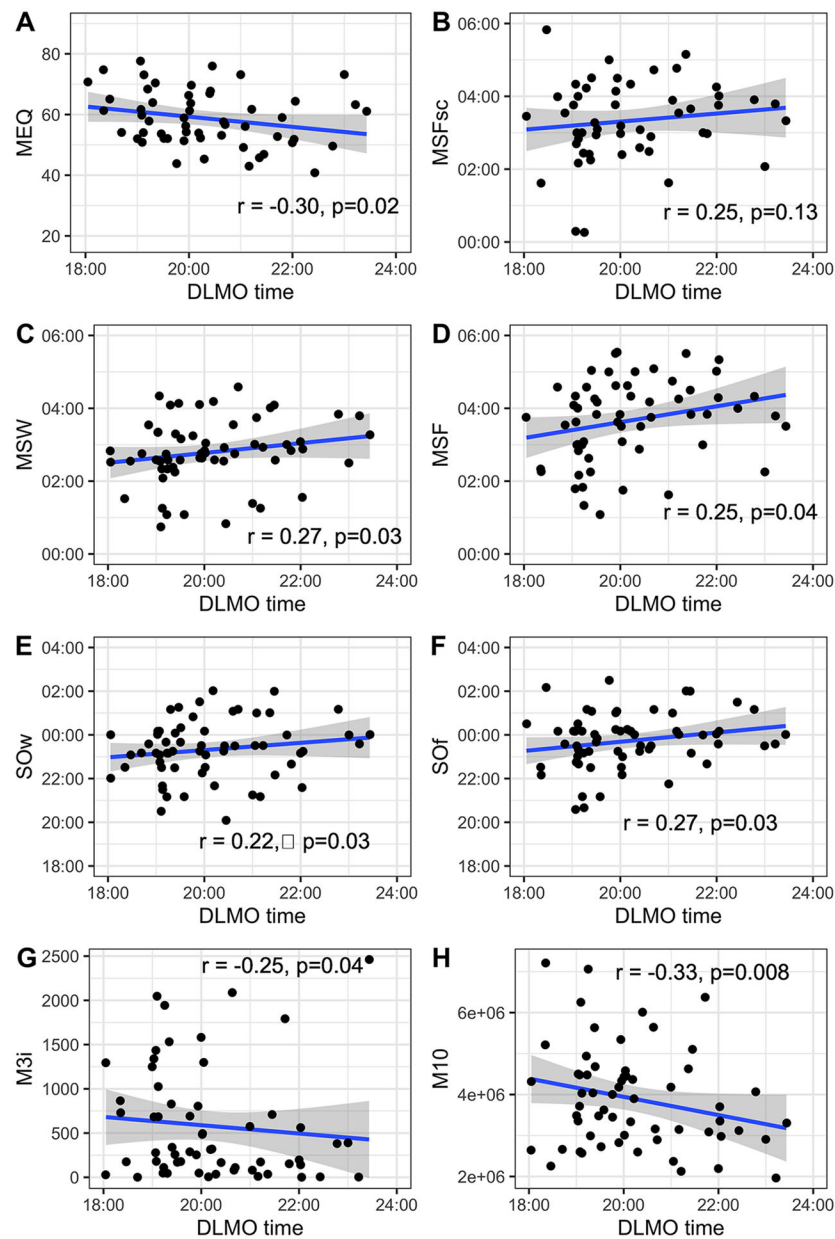 A
B
80
60
40
20
MEQ
r = -0.30, p=0.02
18:00 20:00 22:00 24:00
DLMO time
06:00
04:00
02:00
00:00
MSFsc
r = 0.25, p=0.13
18:00 20:00 22:00 24:00
DLMO time
C
D
06:00
04:00
02:00
00:00
MSW
r = 0.27, p=0.03
18:00 20:00 22:00 24:00
DLMO time
06:00
04:00
02:00
00:00
MSF
r = 0.25, p=0.04
18:00 20:00 22:00 24:00
DLMO time
E
F
04:00
02:00
00:00
22:00
20:00
18:00
SOw
r = 0.22,□ p=0.03
18:00 20:00 22:00 24:00
DLMO time
04:00
02:00
00:00
22:00
20:00
18:00
SOf
r = 0.27, p=0.03
18:00 20:00 22:00 24:00
DLMO time
G
H
2500
2000
1500
1000
500
0
M3i
r = -0.25, p=0.04
18:00 20:00 22:00 24:00
DLMO time
6e+06
4e+06
2e+06
M10
r = -0.33, p=0.008
18:00 20:00 22:00 24:00
DLMO time